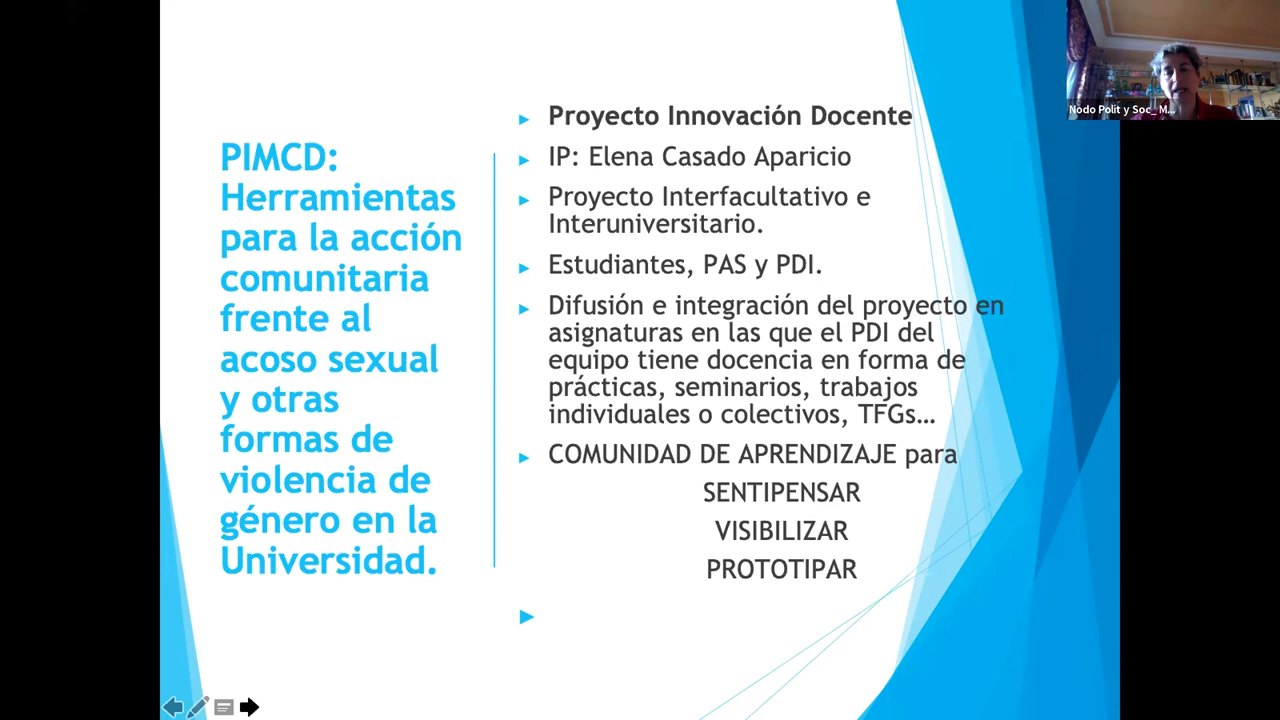 Nodo Polit y Soc_ M...
PIMCD:
Herramientas
para la acción
comunitaria
frente al
acoso sexual
y otras
formas de
violencia de
género en la
Universidad.
Proyecto Innovación Docente
IP: Elena Casado Aparicio
Proyecto Interfacultativo e
Interuniversitario.
Estudiantes, PAS y PDI.
Difusión e integración del proyecto en
asignaturas en las que el PDI del
equipo tiene docencia en forma de
prácticas, seminarios, trabajos
individuales o colectivos, TFGs…
COMUNIDAD DE APRENDIZAJE para
SENTIPENSAR
VISIBILIZAR
PROTOTIPAR